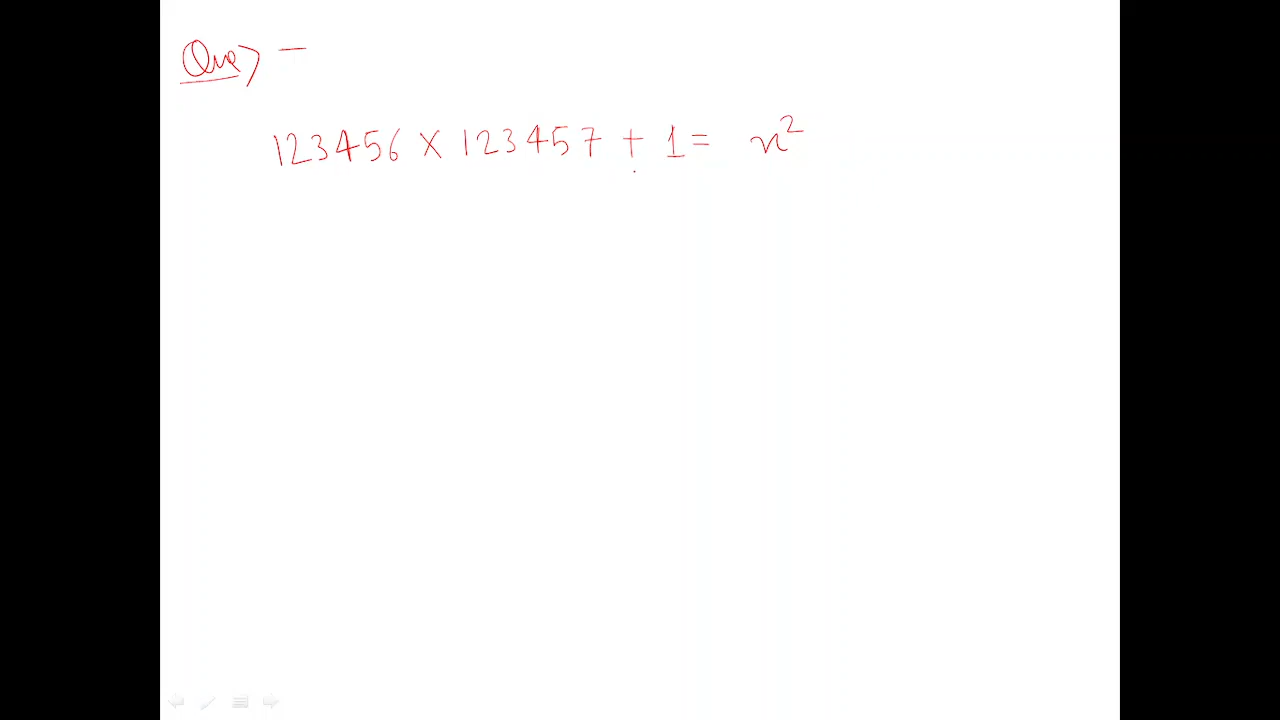 Que) -
123456 × 123457 + 1 = x²